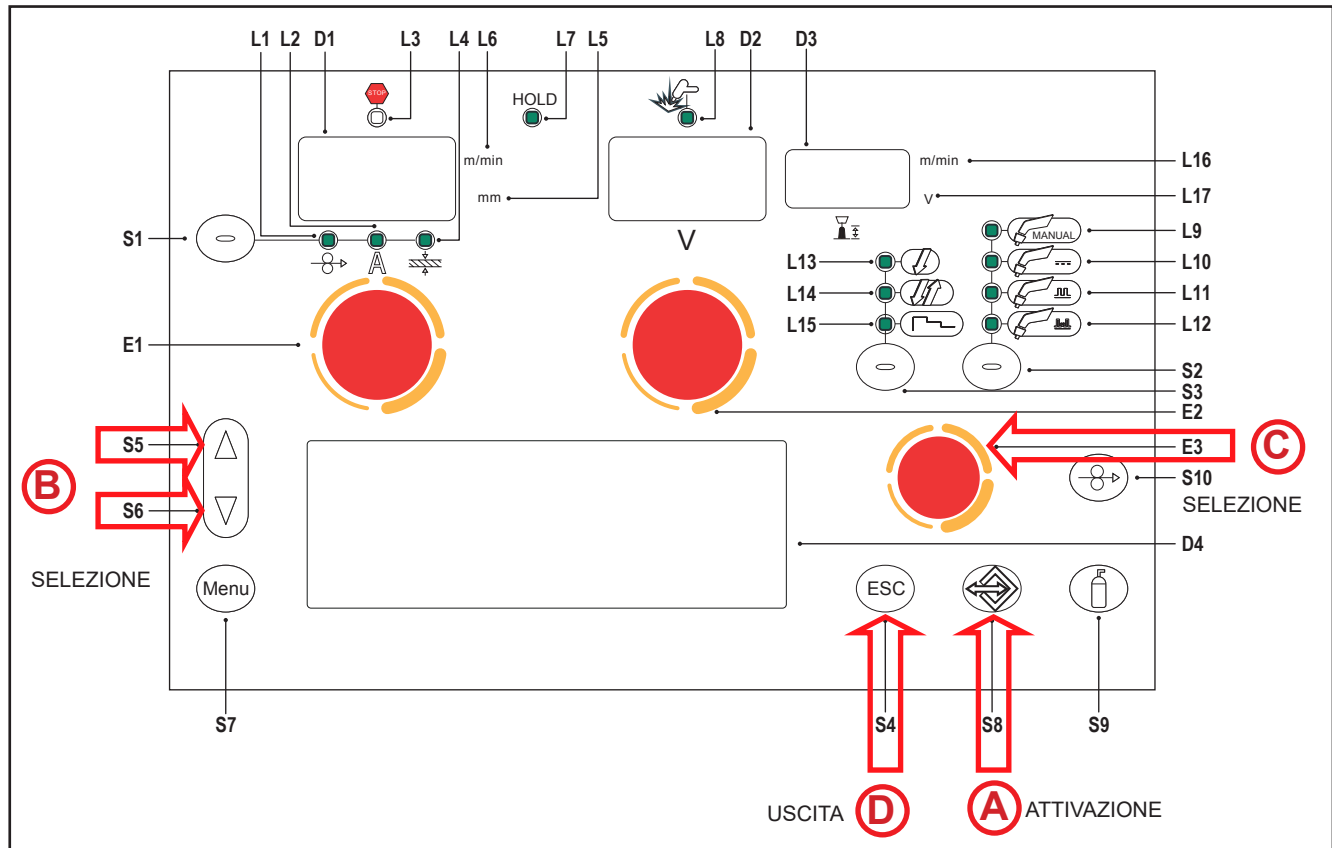 L1 L2 D1 L3 L4 L6 L7 L5 L8 D2 D3
STOP
HOLD
m/min
mm
m/min
V
L16
L17
S1
A
V
MANUAL
L9
L10
L11
L12
L13
L14
L15
E1
S2
S3
E2
S5
E3
C
B
S6
S10
SELEZIONE
D4
SELEZIONE
Menu
ESC
S7
S4
S8
S9
USCITA D
A ATTIVAZIONE